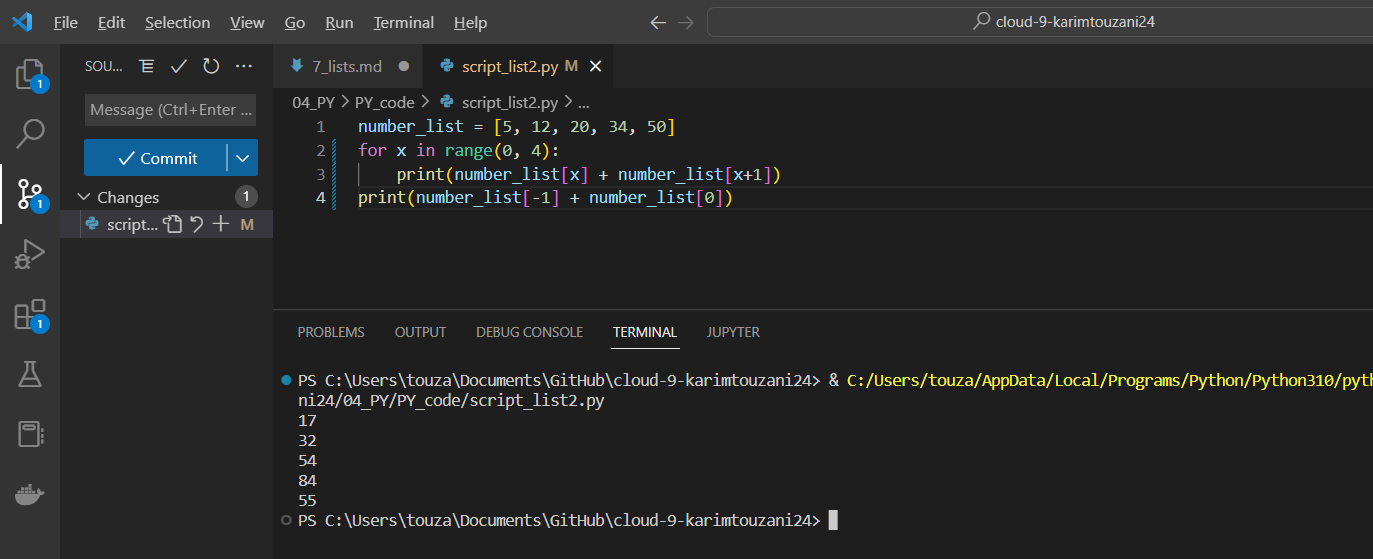 File Edit Selection View Go Run Terminal Help
cloud-9-karimtouzani24
SOU...
7_lists.md
script_list2.py M
1
Message (Ctrl+Enter ...
04_PY > PY_code > script_list2.py > ...
Commit
1 number_list = [5, 12, 20, 34, 50]
2 for x in range(0, 4):
3     print(number_list[x] + number_list[x+1])
4 print(number_list[-1] + number_list[0])
Changes 1
1
script... M
1
PROBLEMS OUTPUT DEBUG CONSOLE TERMINAL JUPYTER
PS C:\Users\touza\Documents\GitHub\cloud-9-karimtouzani24> & C:/Users/touza/AppData/Local/Programs/Python/Python310/pyth
ni24/04_PY/PY_code/script_list2.py
17
32
54
84
55
PS C:\Users\touza\Documents\GitHub\cloud-9-karimtouzani24>